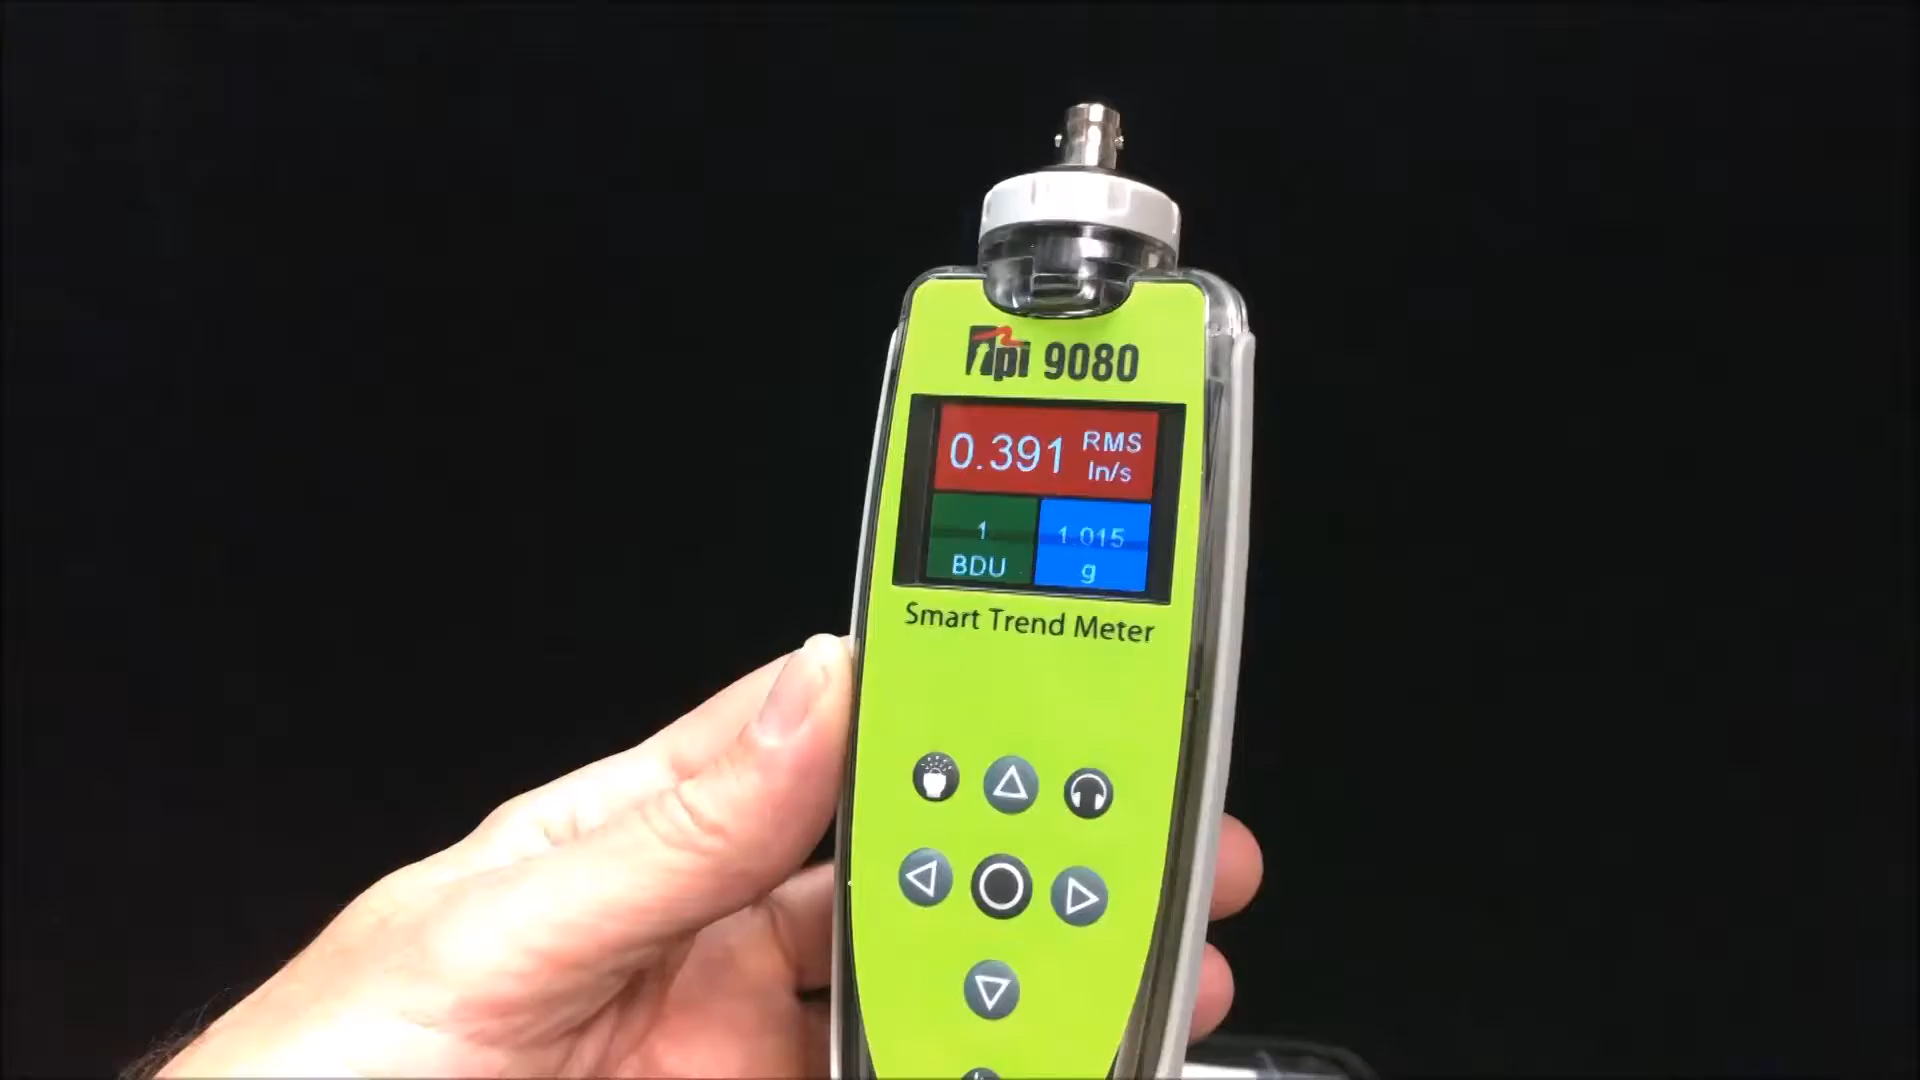 TPI 9080
0.391 RMS
In/s
1 1.015
BDU g
Smart Trend Meter